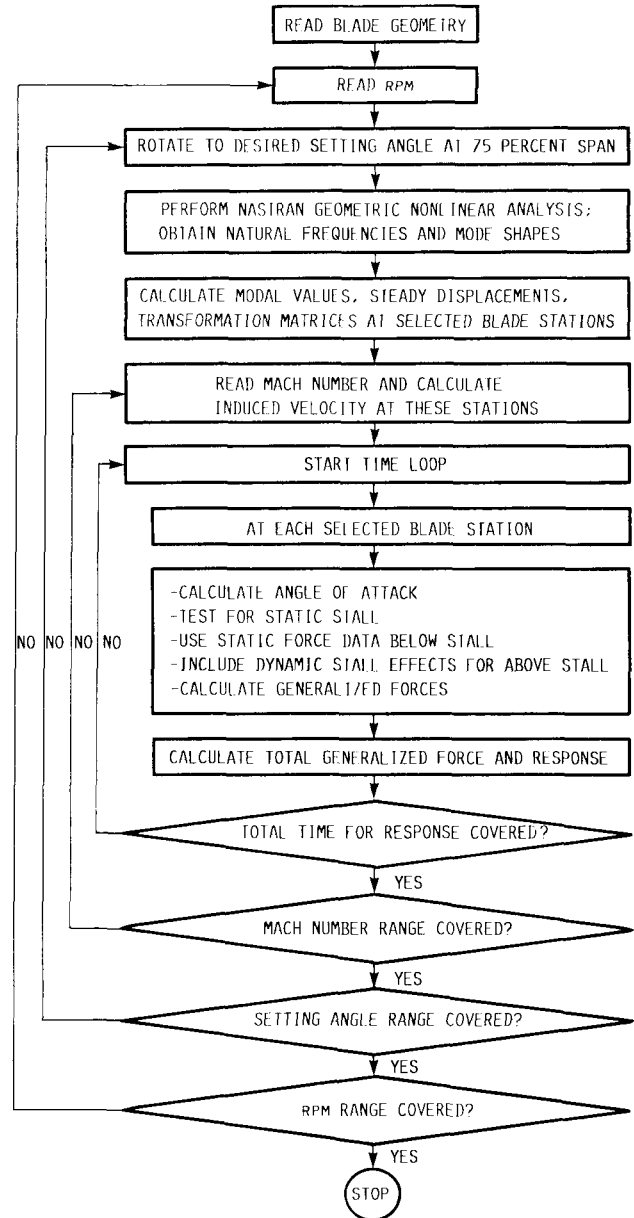 READ BLADE GEOMETRY
READ RPM
ROTATE TO DESIRED SETTING ANGLE AT 75 PERCENT SPAN
PERFORM NASTRAN GEOMETRIC NONLINEAR ANALYSIS;
OBTAIN NATURAL FREQUENCIES AND MODE SHAPES
CALCULATE MODAL VALUES, STEADY DISPLACEMENTS,
TRANSFORMATION MATRICES AT SELECTED BLADE STATIONS
READ MACH NUMBER AND CALCULATE
INDUCED VELOCITY AT THESE STATIONS
START TIME LOOP
AT EACH SELECTED BLADE STATION
-CALCULATE ANGLE OF ATTACK
-TEST FOR STATIC STALL
-USE STATIC FORCE DATA BELOW STALL
-INCLUDE DYNAMIC STALL EFFECTS FOR ABOVE STALL
-CALCULATE GENERALIZED FORCES
NO NO NO NO
CALCULATE TOTAL GENERALIZED FORCE AND RESPONSE
TOTAL TIME FOR RESPONSE COVERED?
YES
MACH NUMBER RANGE COVERED?
YES
SETTING ANGLE RANGE COVERED?
YES
RPM RANGE COVERED?
YES
STOP